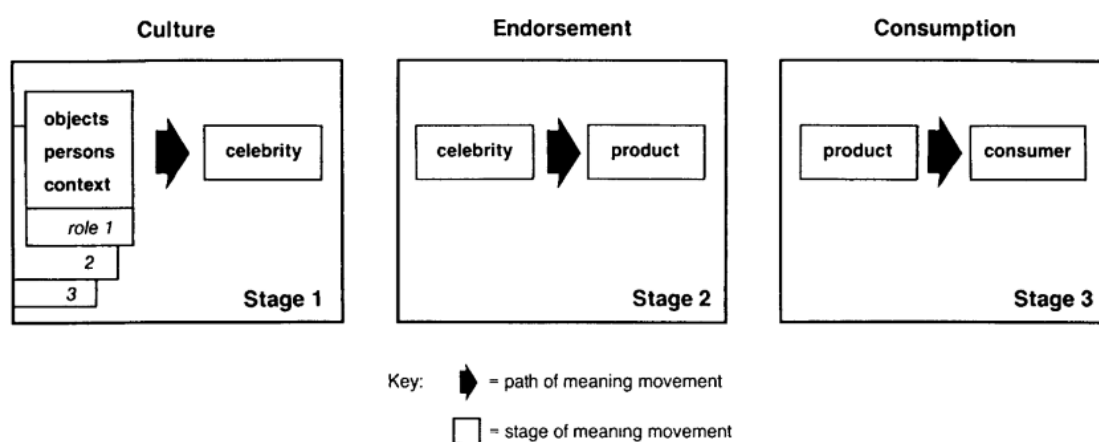 Culture
objects
persons
context
role 1
2
3
celebrity
Stage 1
Endorsement
celebrity
product
Stage 2
Consumption
product
consumer
Stage 3
Key:
= path of meaning movement
= stage of meaning movement